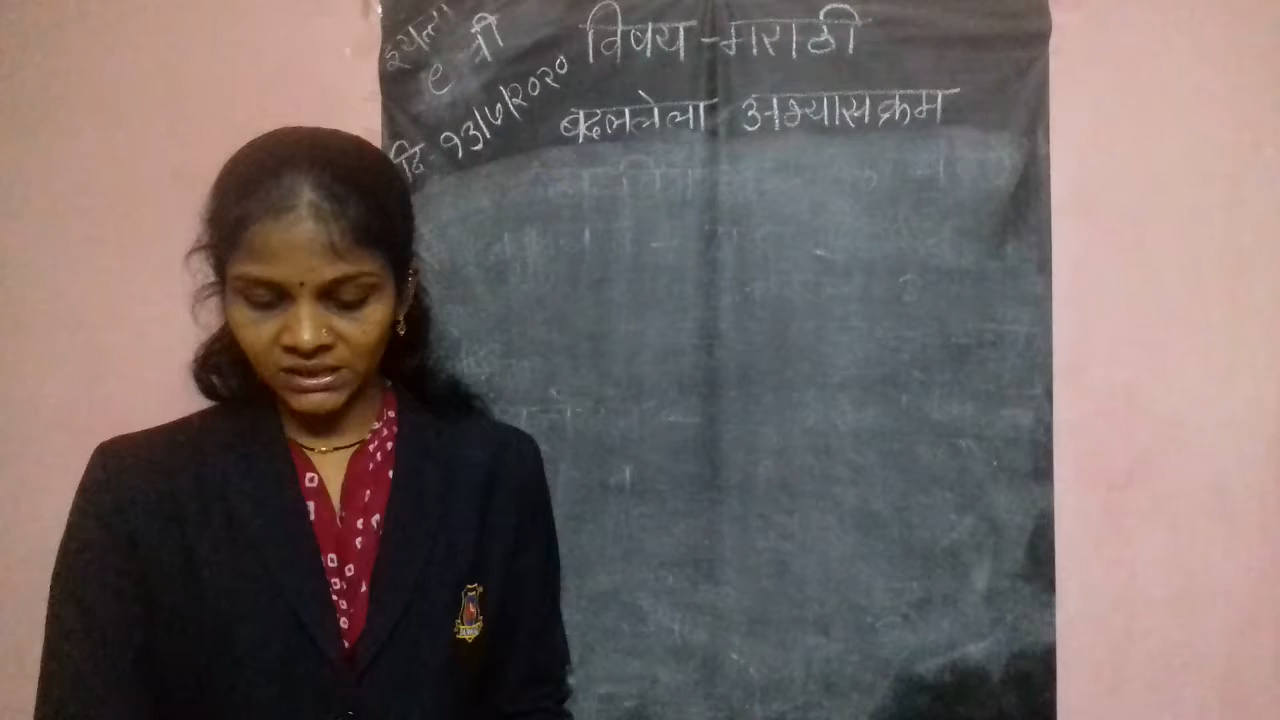 इयत्ता
९ वी
दि- १३/७/२०२०
विषय - मराठी
बदललेला अभ्यासक्रम